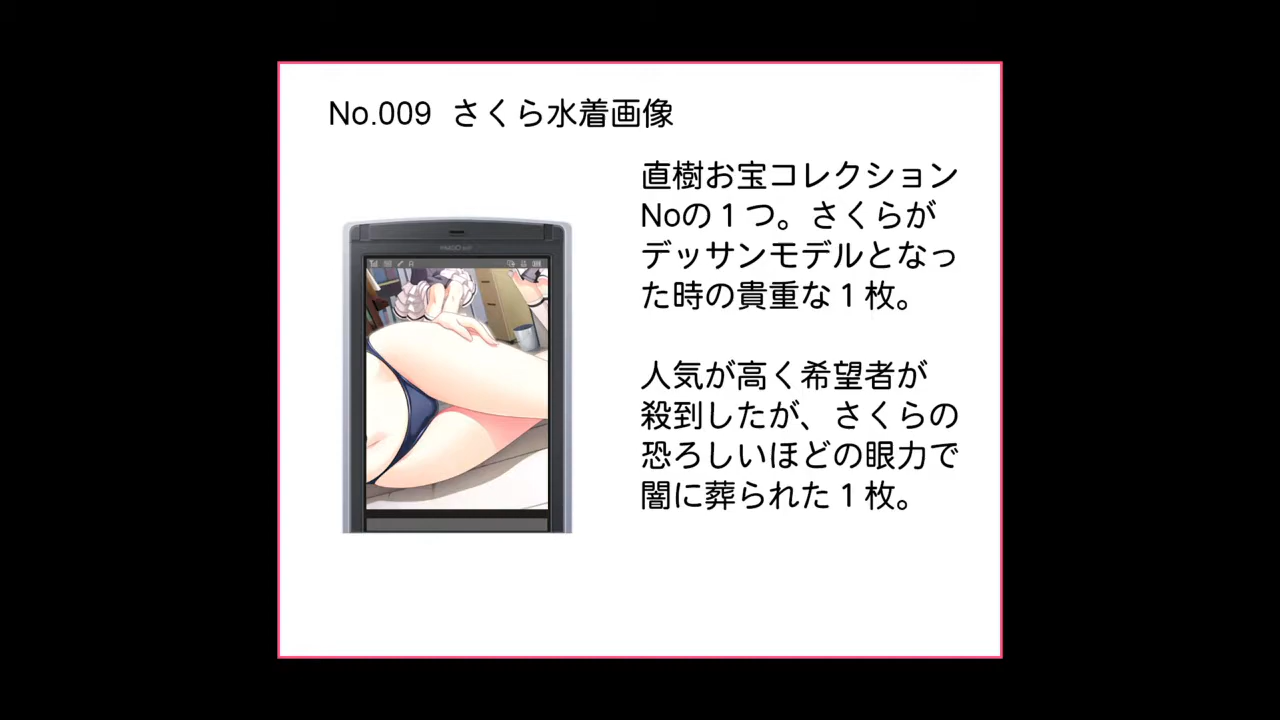 No.009 さくら水着画像
直樹お宝コレクション
Noの１つ。さくらが
デッサンモデルとなっ
た時の貴重な１枚。
人気が高く希望者が
殺到したが、さくらの
恐ろしいほどの眼力で
闇に葬られた１枚。